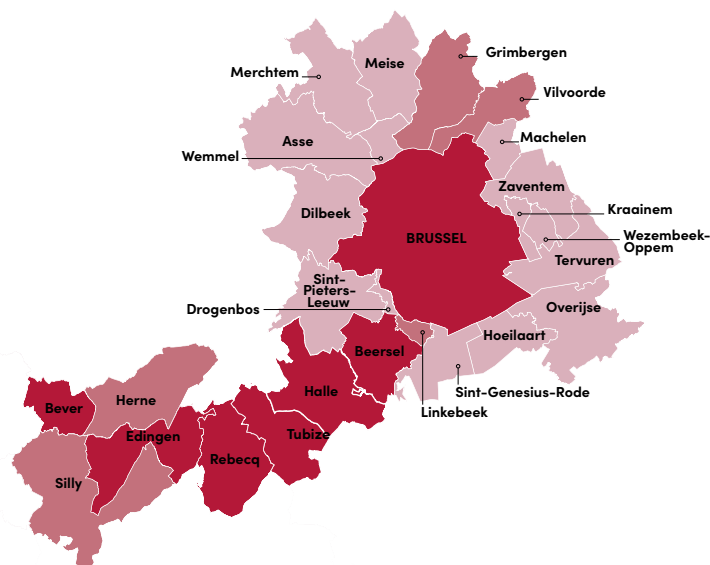 Grimbergen
Meise
Merchtem
Vilvoorde
Machelen
Asse
Wemmel
Zaventem
Kraainem
Dilbeek
BRUSSEL
Wezembeek-
Oppem
Tervuren
Sint-
Pieters-
Leeuw
Drogenbos
Overijse
Hoeilaart
Beersel
Sint-Genesius-Rode
Halle
Linkebeek
Herne
Bever
Edingen
Tubize
Rebecq
Silly